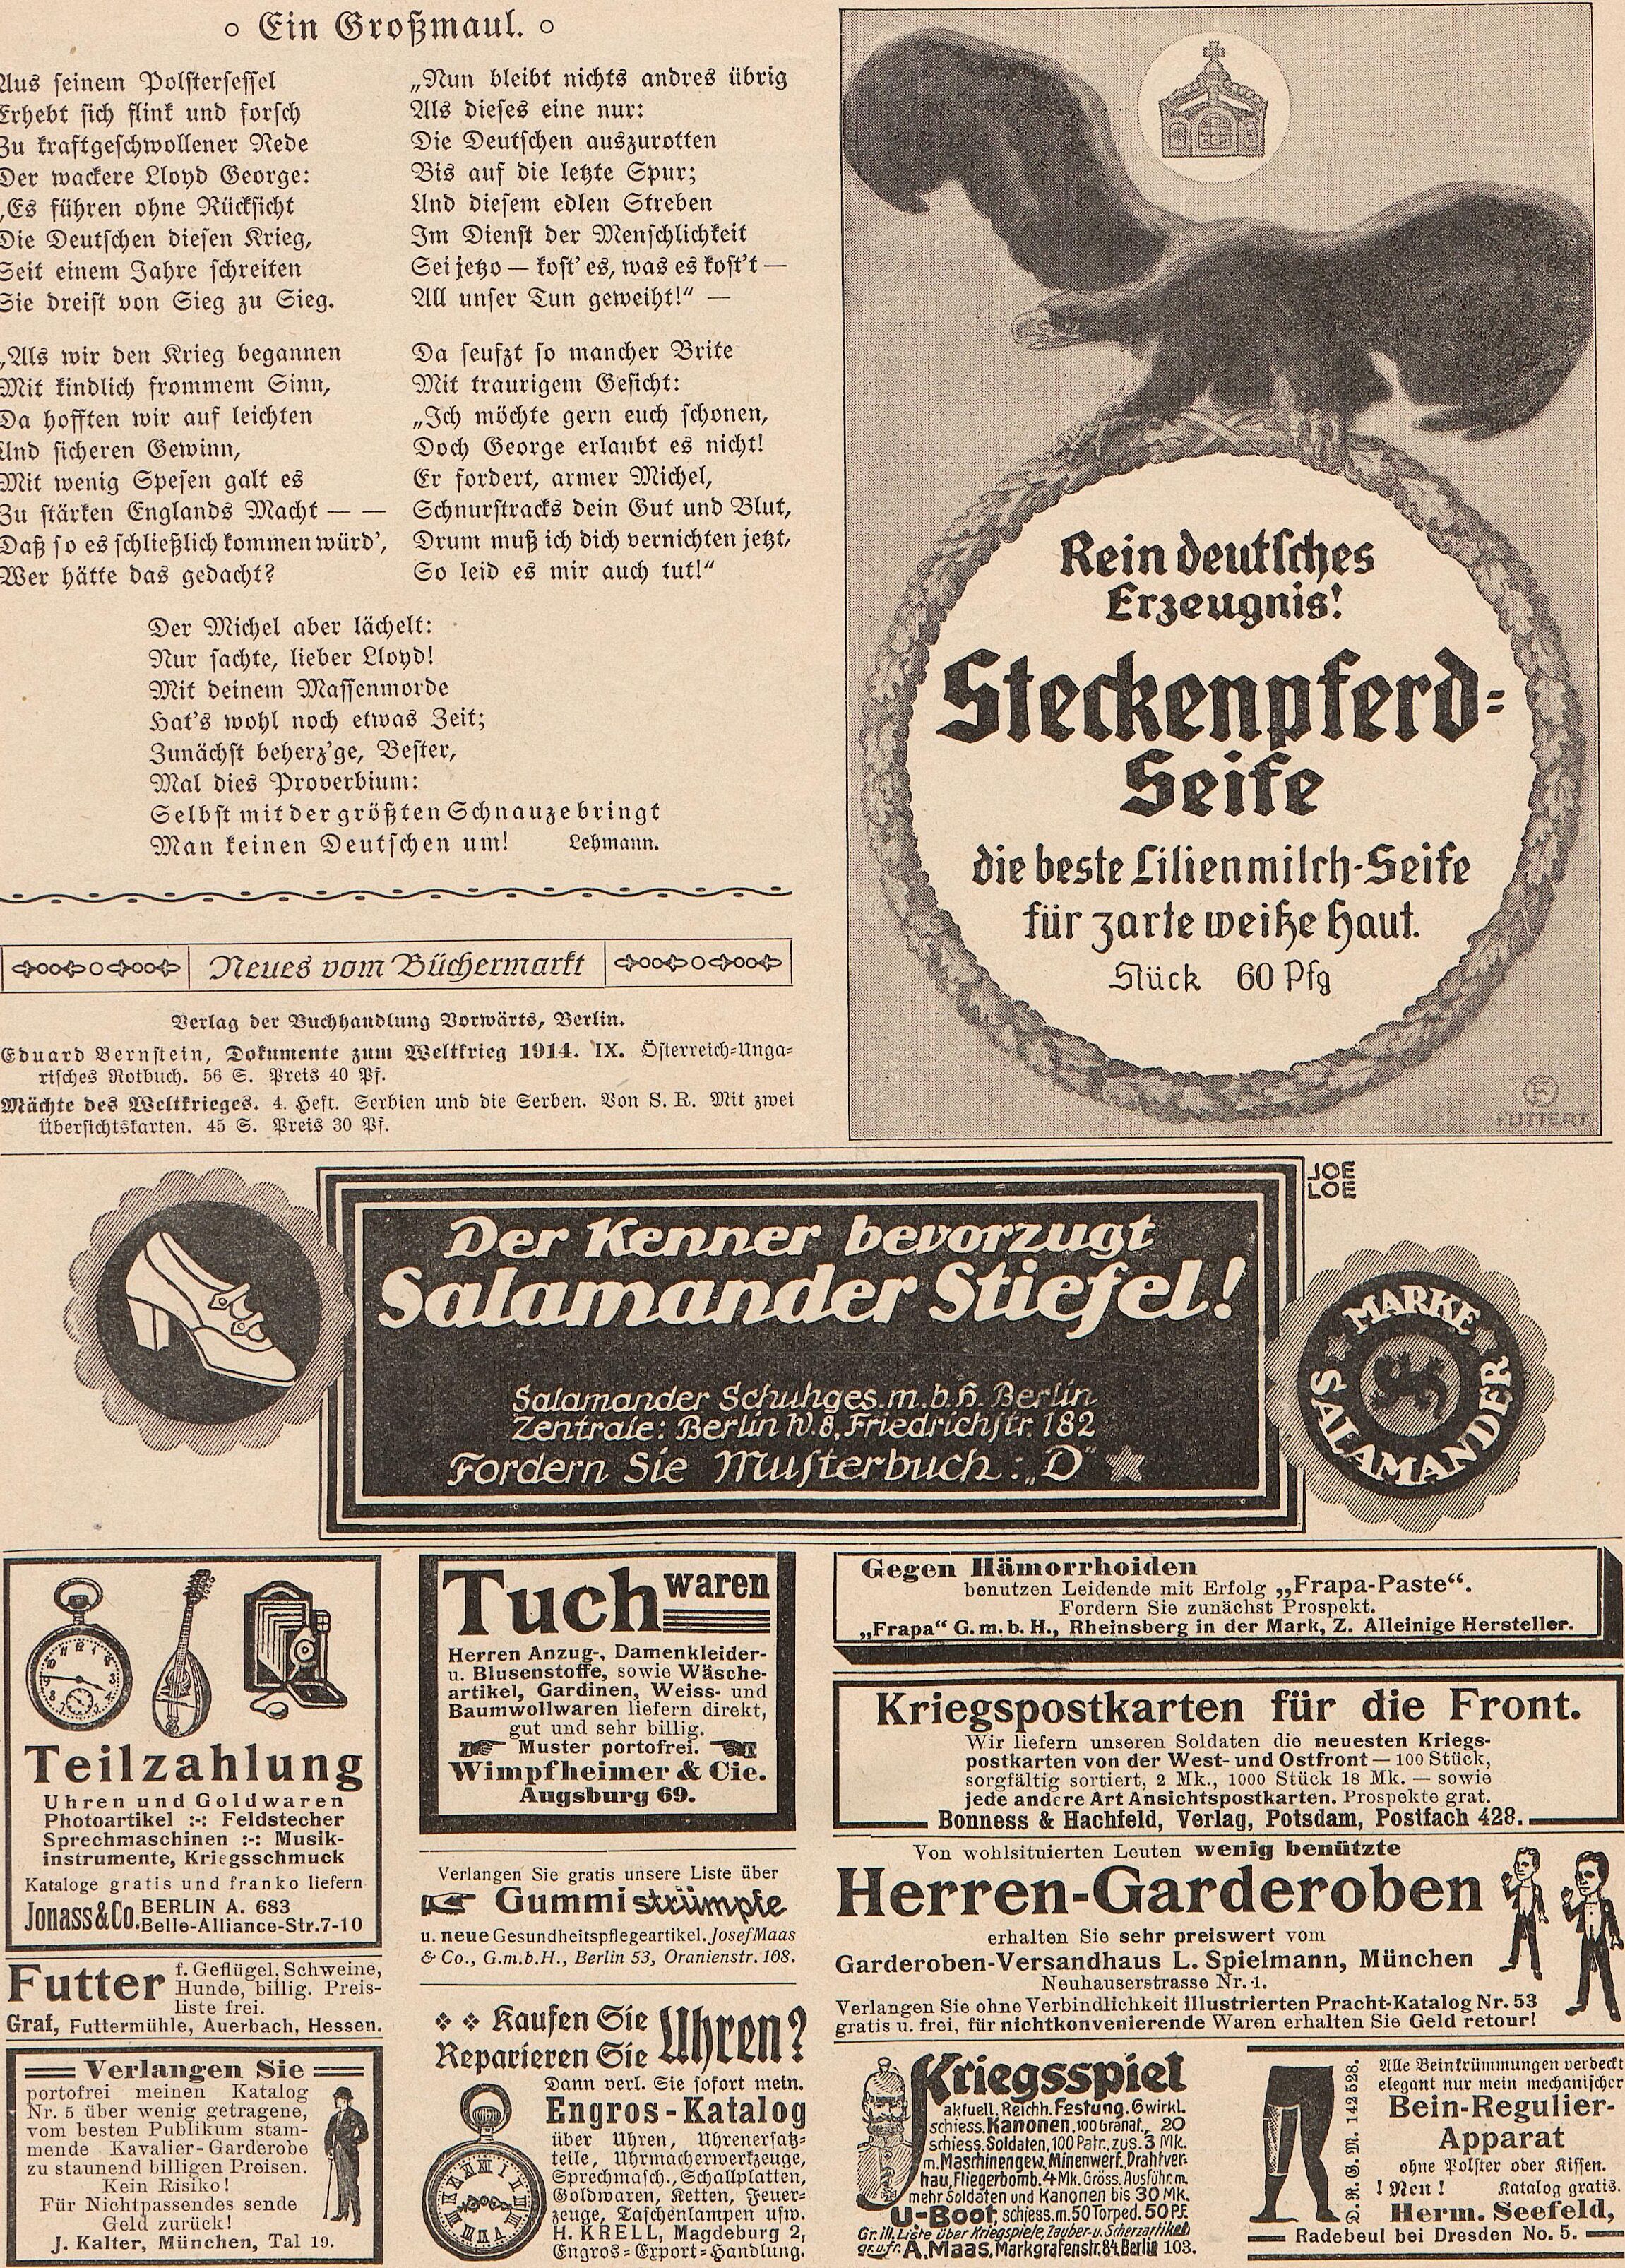 Ein Großmaul.
Aus seinem Polstersessel
Erhebt sich flink und forsch
Zu kraftgeschwollener Rede
Der wackere Lloyd George:
„Es führen ohne Rücksicht
Die Deutschen diesen Krieg,
Seit einem Jahre schreiten
Sie dreist von Sieg zu Sieg.
„Als wir den Krieg begannen
Mit kindlich frommem Sinn,
Da hofften wir auf leichten
Und sicheren Gewinn,
Mit wenig Spesen galt es
Zu stärken Englands Macht — —
Daß so es schließlich kommen würd',
Wer hätte das gedacht?
„Nun bleibt nichts andres übrig
Als dieses eine nur:
Die Deutschen auszurotten
Bis auf die letzte Spur;
Und diesem edlen Streben
Im Dienst der Menschlichkeit
Sei jetzo — kost' es, was es kost't —
All unser Tun geweiht!“ —
Da seufzt so mancher Brite
Mit traurigem Gesicht:
„Ich möchte gern euch schonen,
Doch George erlaubt es nicht!
Er fordert, armer Michel,
Schnurstracks dein Gut und Blut,
Drum muß ich dich vernichten jetzt,
So leid es mir auch tut!“
Der Michel aber lächelt:
Nur sachte, lieber Lloyd!
Mit deinem Massenmorde
Hat's wohl noch etwas Zeit;
Zunächst beherz'ge, Bester,
Mal dies Proverbium:
Selbst mit der größten Schnauze bringt
Man keinen Deutschen um! Lehmann.
Neues vom Büchermarkt
Verlag der Buchhandlung Vorwärts, Berlin.
Eduard Bernstein, Dokumente zum Weltkrieg 1914. IX. Österreich-Unga-
risches Rotbuch. 56 S. Preis 40 Pf.
Mächte des Weltkrieges. 4. Heft. Serbien und die Serben. Von S. R. Mit zwei
Übersichtskarten. 45 S. Preis 30 Pf.
Rein deutsches
Erzeugnis!
Steckenpferd-
Seife
die beste Lilienmilch-Seife
für zarte weiße Haut.
Stück 60 Pfg
FUTTERT
JOE
LOE
Der Kenner bevorzugt
Salamander Stiefel!
Salamander Schuhges. m. b. H. Berlin
Zentrale: Berlin W. 8, Friedrichstr. 182
Fordern Sie Musterbuch: „D“
MARKE
SALAMANDER
Teilzahlung
Uhren und Goldwaren
Photoartikel :-: Feldstecher
Sprechmaschinen :-: Musik-
instrumente, Kriegsschmuck
Kataloge gratis und franko liefern
Jonass & Co. BERLIN A. 683
Belle-Alliance-Str. 7-10
Futter f. Geflügel, Schweine,
Hunde, billig. Preis-
liste frei.
Graf, Futtermühle, Auerbach, Hessen.
Verlangen Sie
portofrei meinen Katalog
Nr. 5 über wenig getragene,
vom besten Publikum stam-
mende Kavalier-Garderobe
zu staunend billigen Preisen.
Kein Risiko!
Für Nichtpassendes sende
Geld zurück!
J. Kalter, München, Tal 19.
Tuchwaren
Herren Anzug-, Damenkleider-
u. Blusenstoffe, sowie Wäsche-
artikel, Gardinen, Weiss- und
Baumwollwaren liefern direkt,
gut und sehr billig.
Muster portofrei.
Wimpfheimer & Cie.
Augsburg 69.
Verlangen Sie gratis unsere Liste über
Gummistrümpfe
u. neue Gesundheitspflegeartikel. Josef Maas
& Co., G.m.b.H., Berlin 53, Oranienstr. 108.
Kaufen Sie Uhren?
Reparieren Sie
Dann verl. Sie sofort mein.
Engros-Katalog
über Uhren, Uhrenersatz-
teile, Uhrmacherwerkzeuge,
Sprechmasch., Schallplatten,
Goldwaren, Ketten, Feuer-
zeuge, Taschenlampen usw.
H. KRELL, Magdeburg 2,
Engros-Export-Handlung.
Gegen Hämorrhoiden
benutzen Leidende mit Erfolg „Frapa-Paste“.
Fordern Sie zunächst Prospekt.
„Frapa“ G. m. b. H., Rheinsberg in der Mark, Z. Alleinige Hersteller.
Kriegspostkarten für die Front.
Wir liefern unseren Soldaten die neuesten Kriegs-
postkarten von der West- und Ostfront — 100 Stück,
sorgfältig sortiert, 2 Mk., 1000 Stück 18 Mk. — sowie
jede andere Art Ansichtspostkarten. Prospekte grat.
Bonness & Hachfeld, Verlag, Potsdam, Postfach 428.
Von wohlsituierten Leuten wenig benützte
Herren-Garderoben
erhalten Sie sehr preiswert vom
Garderoben-Versandhaus L. Spielmann, München
Neuhauserstrasse Nr. 1.
Verlangen Sie ohne Verbindlichkeit illustrierten Pracht-Katalog Nr. 53
gratis u. frei, für nichtkonvenierende Waren erhalten Sie Geld retour!
Kriegsspiel
aktuell. Reichh. Festung. 6 wirkl.
schiess. Kanonen, 100 Granat., 20
schiess. Soldaten, 100 Patr., zus. 3 Mk.
m. Maschinengew. Minenwerf. Drahtver-
hau, Fliegerbomb. 4 Mk. Gröss. Ausführ. m.
mehr Soldaten und Kanonen bis 30 Mk.
U-Boot, schiess. m. 50 Torped. 50 Pf.
Gr. ill. Liste über Kriegspiele, Zauber- u. Scherzartikel
gr. u. fr. A. Maas, Markgrafenstr. 84, Berlin 103.
D. R. G. M. 142 528.
Alle Beinkrümmungen verdeckt
elegant nur mein mechanischer
Bein-Regulier-
Apparat
ohne Polster oder Kissen.
! Neu ! Katalog gratis.
Herm. Seefeld,
Radebeul bei Dresden No. 5.